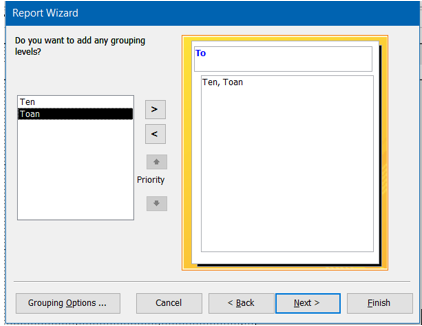 Report Wizard
Do you want to add any grouping
levels?
To
Ten, Toan
Ten
Toan
>
<
Priority
Grouping Options ...
Cancel
< Back
Next >
Finish